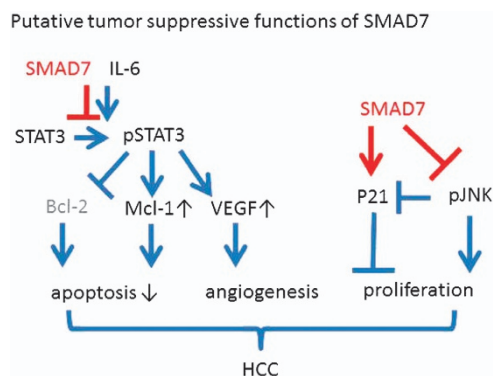 Putative tumor suppressive functions of SMAD7
SMAD7 IL-6
SMAD7
STAT3 pSTAT3
Bcl-2 Mcl-1↑ VEGF↑ P21 pJNK
apoptosis ↓ angiogenesis proliferation
HCC